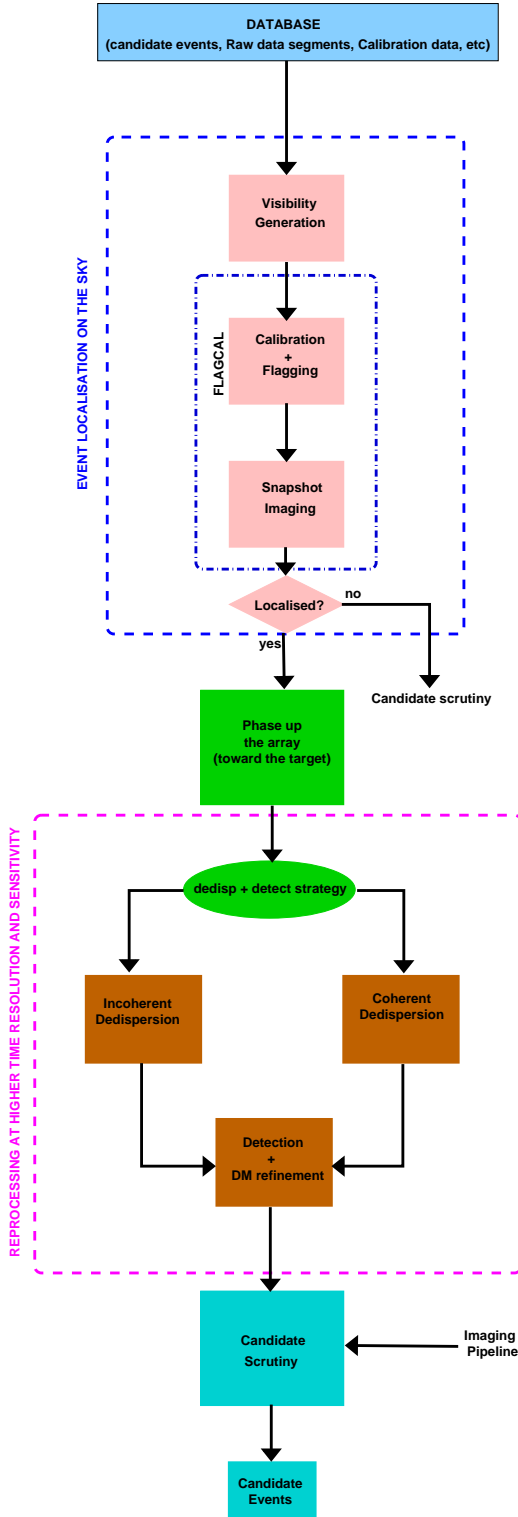 DATABASE
(candidate events, Raw data segments, Calibration data, etc)
EVENT LOCALISATION ON THE SKY
Visibility
Generation
FLAGCAL
Calibration
+
Flagging
Snapshot
Imaging
Localised?
no
yes
Candidate scrutiny
Phase up
the array
(toward the target)
REPROCESSING AT HIGHER TIME RESOLUTION AND SENSITIVITY
dedisp + detect strategy
Incoherent
Dedispersion
Coherent
Dedispersion
Detection
+
DM refinement
Candidate
Scrutiny
Imaging
Pipeline
Candidate
Events